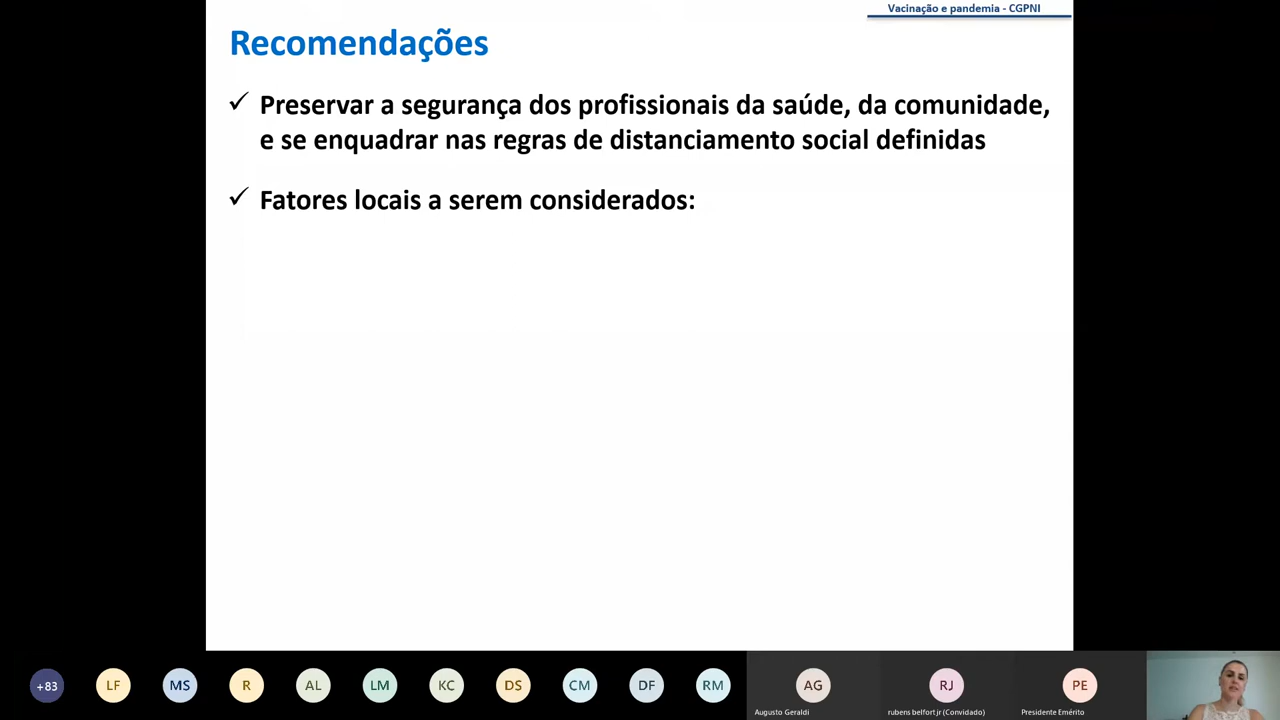 Vacinação e pandemia - CGPNI
Recomendações
✓ Preservar a segurança dos profissionais da saúde, da comunidade,
e se enquadrar nas regras de distanciamento social definidas
✓ Fatores locais a serem considerados:
+83
LF
MS
R
AL
LM
KC
DS
CM
DF
RM
AG
RJ
PE
Augusto Geraldi
rubens belfort jr (Convidado)
Presidente Emérito